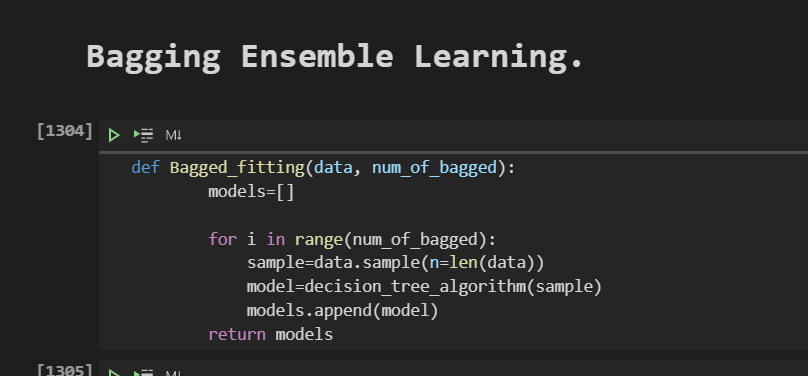 Bagging Ensemble Learning.
[1304] M↓
def Bagged_fitting(data, num_of_bagged):
        models=[]

        for i in range(num_of_bagged):
            sample=data.sample(n=len(data))
            model=decision_tree_algorithm(sample)
            models.append(model)
        return models
[1305] M↓